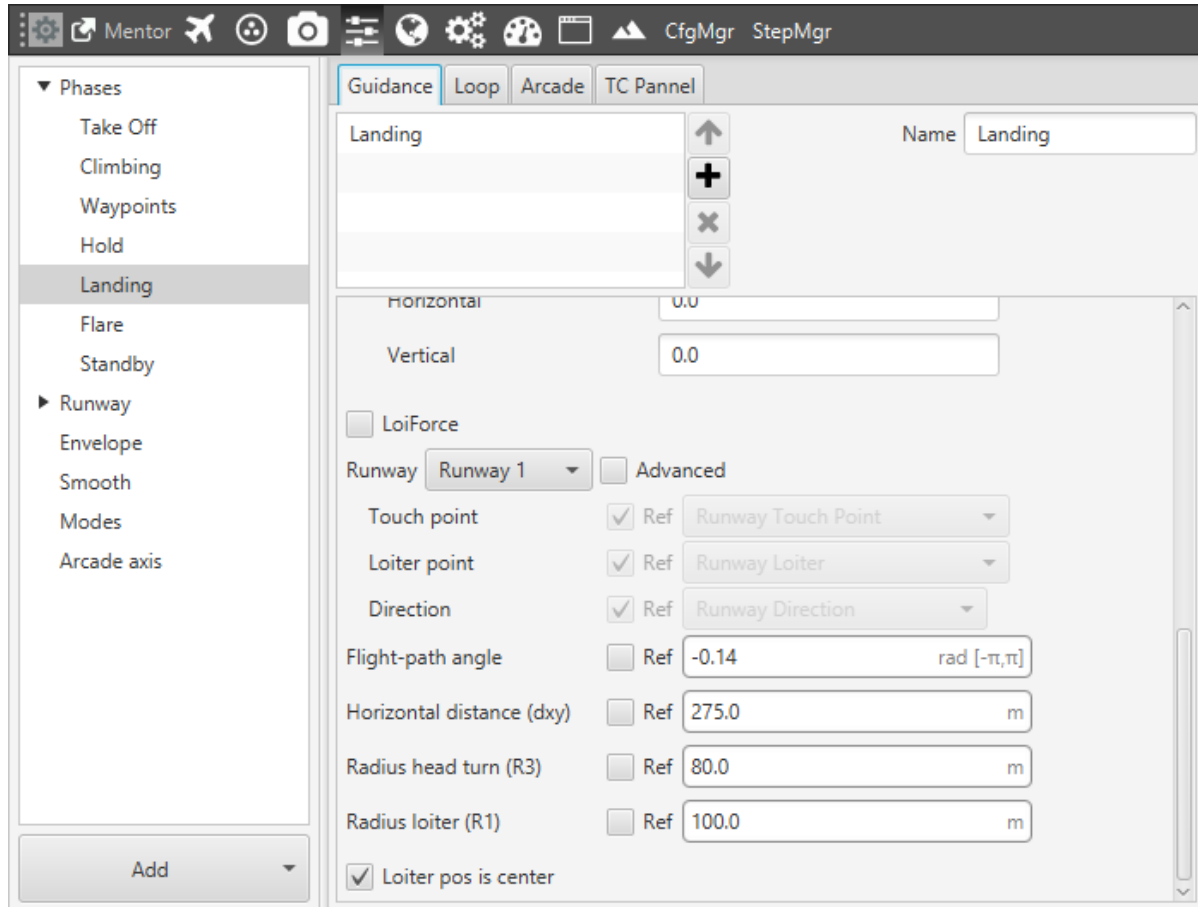 Mentor CfgMgr StepMgr
Phases
Take Off
Climbing
Waypoints
Hold
Landing
Flare
Standby
Runway
Envelope
Smooth
Modes
Arcade axis
Add
Guidance Loop Arcade TC Pannel
Landing
Name Landing
Horizontal 0.0
Vertical 0.0
LoiForce
Runway Runway 1 Advanced
Touch point Ref Runway Touch Point
Loiter point Ref Runway Loiter
Direction Ref Runway Direction
Flight-path angle Ref -0.14 rad [-π,π]
Horizontal distance (dxy) Ref 275.0 m
Radius head turn (R3) Ref 80.0 m
Radius loiter (R1) Ref 100.0 m
Loiter pos is center